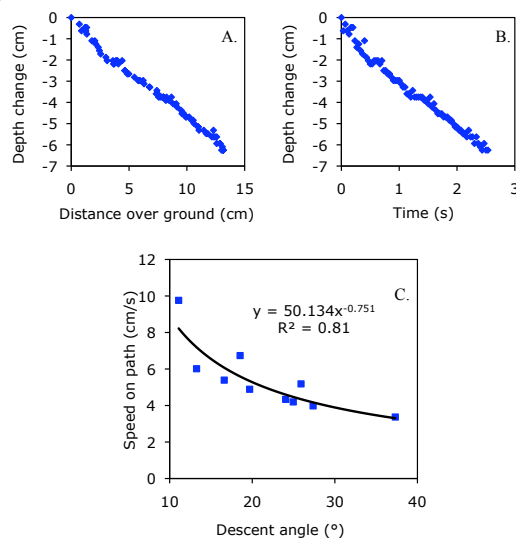 A.
Depth change (cm)
0
-1
-2
-3
-4
-5
-6
-7
0 5 10 15
Distance over ground (cm)
B.
Depth change (cm)
0
-1
-2
-3
-4
-5
-6
-7
0 1 2 3
Time (s)
C.
Speed on path (cm/s)
12
10
8
6
4
2
0
y = 50.134x^-0.751
R² = 0.81
10 20 30 40
Descent angle (°)